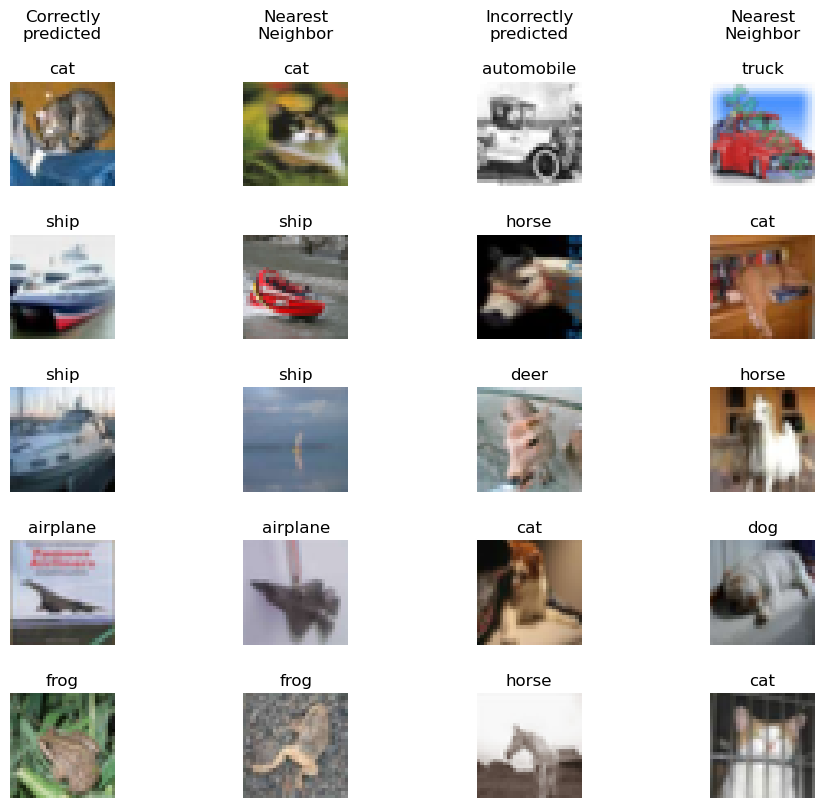 Correctly
predicted
Nearest
Neighbor
Incorrectly
predicted
Nearest
Neighbor
cat
cat
automobile
truck
ship
ship
horse
cat
ship
ship
deer
horse
airplane
airplane
cat
dog
frog
frog
horse
cat